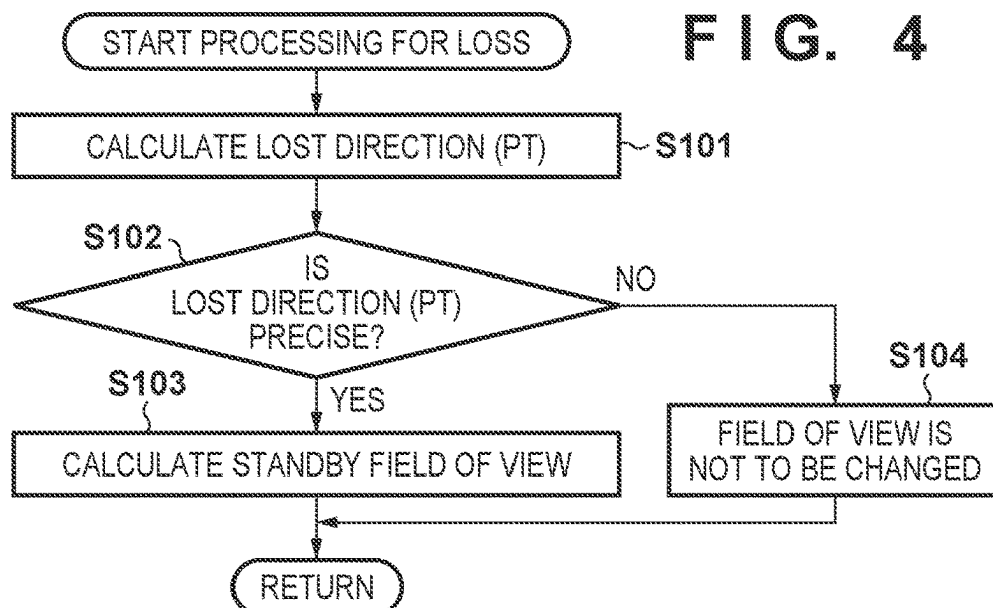 START PROCESSING FOR LOSS
FIG. 4
CALCULATE LOST DIRECTION (PT)
S101
S102
IS
LOST DIRECTION (PT)
PRECISE?
NO
YES
S103
CALCULATE STANDBY FIELD OF VIEW
S104
FIELD OF VIEW IS
NOT TO BE CHANGED
RETURN